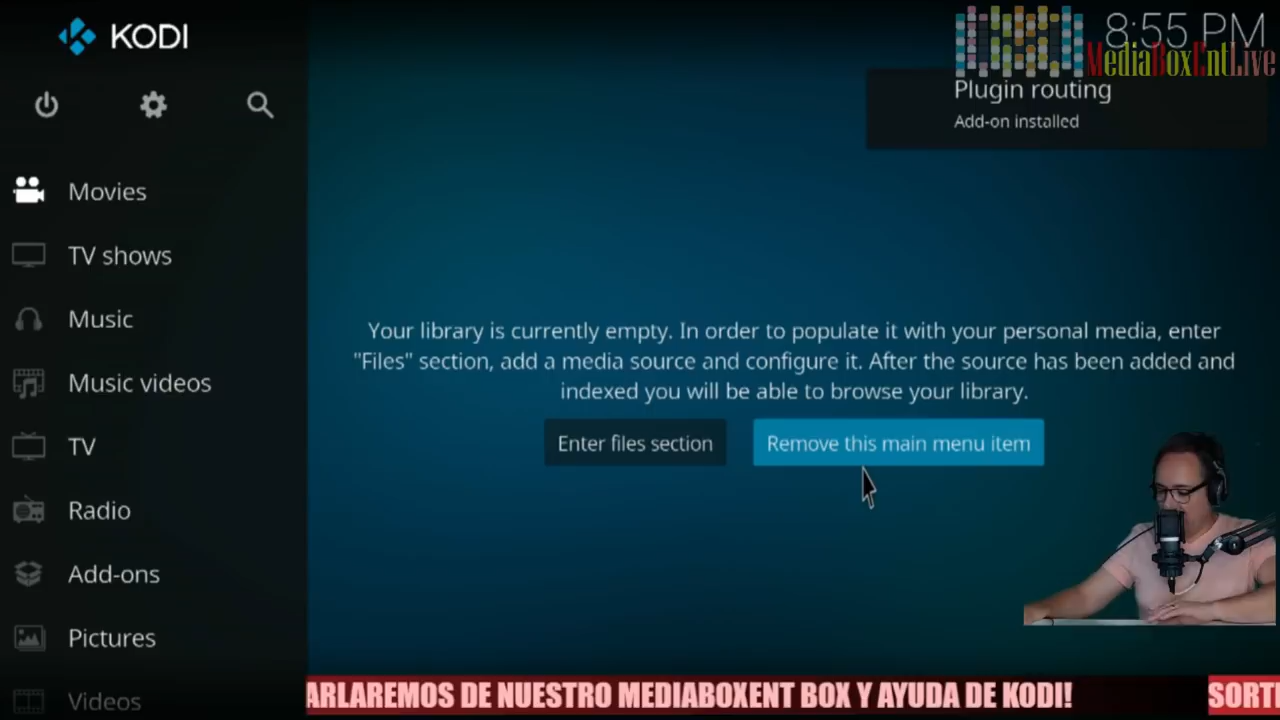 KODI
8:55 PM
MediaBoxEntLive
Plugin routing
Add-on installed
Movies
TV shows
Music
Music videos
TV
Radio
Add-ons
Pictures
Videos
Your library is currently empty. In order to populate it with your personal media, enter
"Files" section, add a media source and configure it. After the source has been added and
indexed you will be able to browse your library.
Enter files section
Remove this main menu item
ARLAREMOS DE NUESTRO MEDIABOXENT BOX Y AYUDA DE KODI!
SORT